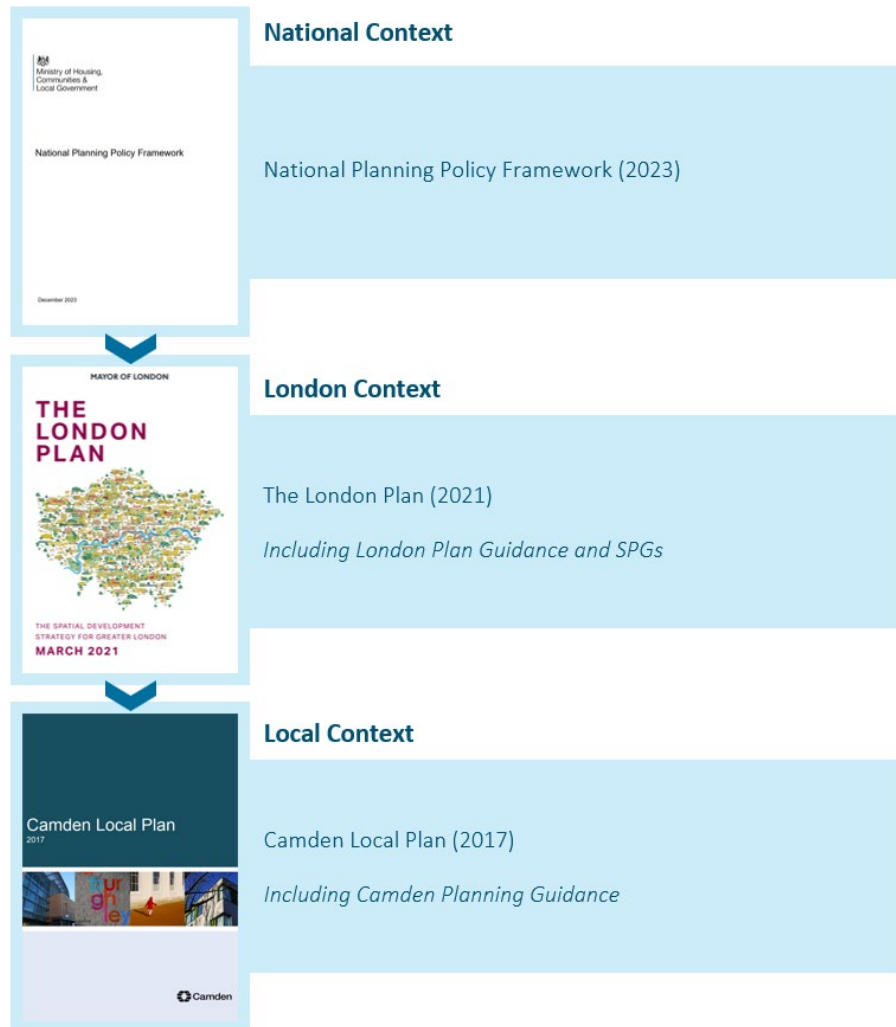 National Context
Ministry of Housing,
Communities &
Local Government
National Planning Policy Framework
National Planning Policy Framework (2023)
December 2023
MAYOR OF LONDON
London Context
THE
LONDON
PLAN
The London Plan (2021)
Including London Plan Guidance and SPGs
THE SPATIAL DEVELOPMENT
STRATEGY FOR GREATER LONDON
MARCH 2021
Local Context
Camden Local Plan
2017
Camden Local Plan (2017)
Including Camden Planning Guidance
ur
gh
ley
Camden